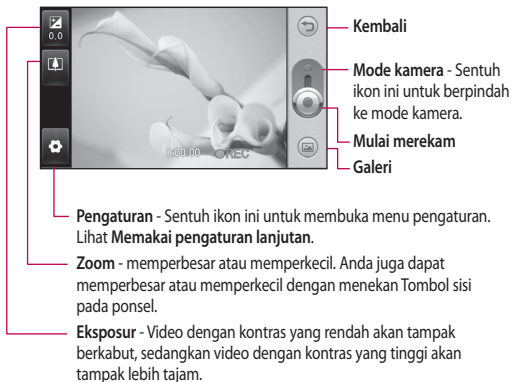 0.0
0:00:00 REC
Kembali
Mode kamera - Sentuh
ikon ini untuk berpindah
ke mode kamera.
Mulai merekam
Galeri
Pengaturan - Sentuh ikon ini untuk membuka menu pengaturan.
Lihat Memakai pengaturan lanjutan.
Zoom - memperbesar atau memperkecil. Anda juga dapat
memperbesar atau memperkecil dengan menekan Tombol sisi
pada ponsel.
Eksposur - Video dengan kontras yang rendah akan tampak
berkabut, sedangkan video dengan kontras yang tinggi akan
tampak lebih tajam.